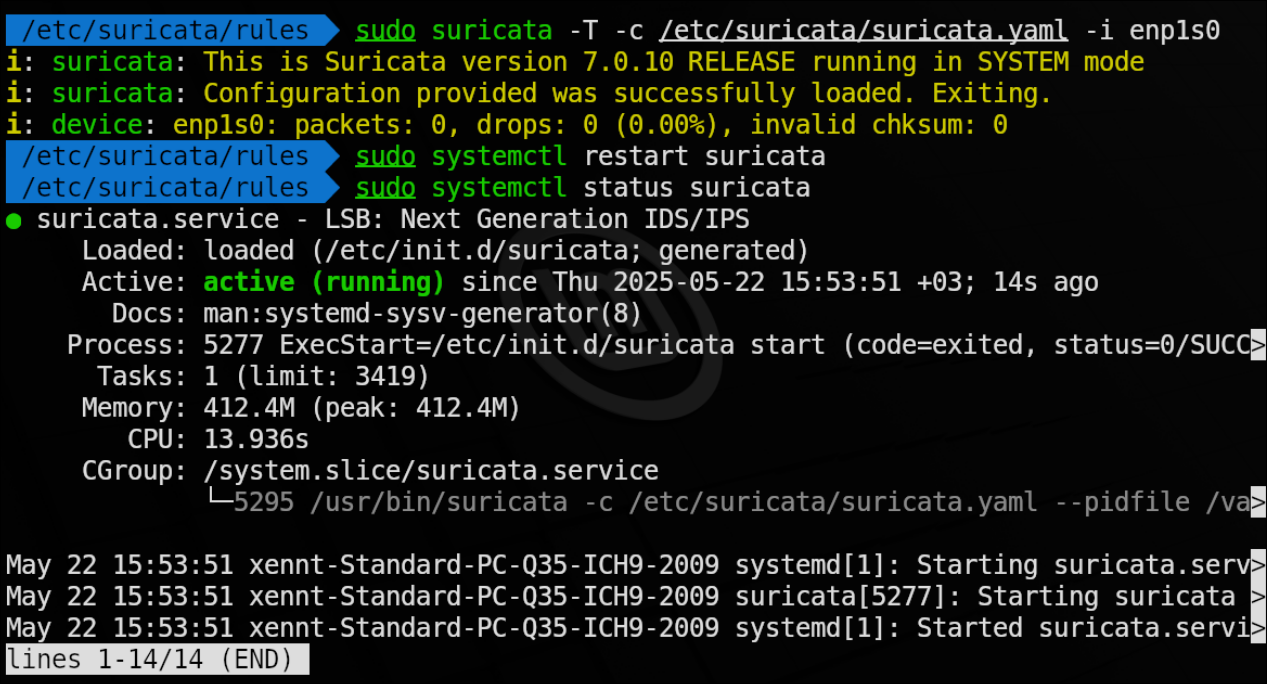 /etc/suricata/rules sudo suricata -T -c /etc/suricata/suricata.yaml -i enp1s0
i: suricata: This is Suricata version 7.0.10 RELEASE running in SYSTEM mode
i: suricata: Configuration provided was successfully loaded. Exiting.
i: device: enp1s0: packets: 0, drops: 0 (0.00%), invalid chksum: 0
/etc/suricata/rules sudo systemctl restart suricata
/etc/suricata/rules sudo systemctl status suricata
● suricata.service - LSB: Next Generation IDS/IPS
Loaded: loaded (/etc/init.d/suricata; generated)
Active: active (running) since Thu 2025-05-22 15:53:51 +03; 14s ago
Docs: man:systemd-sysv-generator(8)
Process: 5277 ExecStart=/etc/init.d/suricata start (code=exited, status=0/SUCC>
Tasks: 1 (limit: 3419)
Memory: 412.4M (peak: 412.4M)
CPU: 13.936s
CGroup: /system.slice/suricata.service
└─5295 /usr/bin/suricata -c /etc/suricata/suricata.yaml --pidfile /va>
May 22 15:53:51 xennt-Standard-PC-Q35-ICH9-2009 systemd[1]: Starting suricata.serv>
May 22 15:53:51 xennt-Standard-PC-Q35-ICH9-2009 suricata[5277]: Starting suricata >
May 22 15:53:51 xennt-Standard-PC-Q35-ICH9-2009 systemd[1]: Started suricata.servi>
lines 1-14/14 (END)